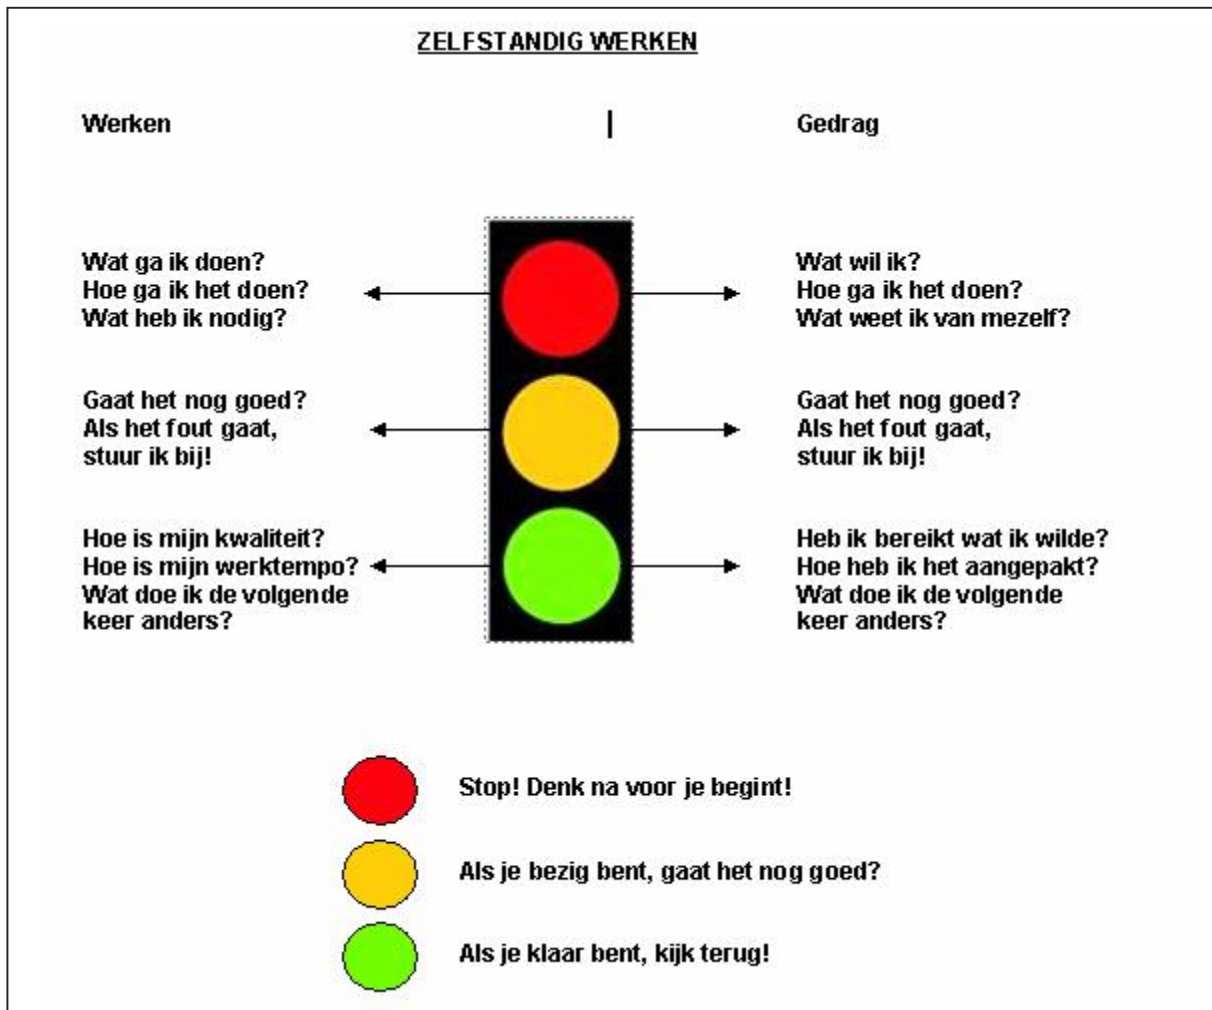 ZELFSTANDIG WERKEN
Werken
Gedrag
Wat ga ik doen?
Hoe ga ik het doen?
Wat heb ik nodig?
Wat wil ik?
Hoe ga ik het doen?
Wat weet ik van mezelf?
Gaat het nog goed?
Als het fout gaat,
stuur ik bij!
Gaat het nog goed?
Als het fout gaat,
stuur ik bij!
Hoe is mijn kwaliteit?
Hoe is mijn werktempo?
Wat doe ik de volgende
keer anders?
Heb ik bereikt wat ik wilde?
Hoe heb ik het aangepakt?
Wat doe ik de volgende
keer anders?
Stop! Denk na voor je begint!
Als je bezig bent, gaat het nog goed?
Als je klaar bent, kijk terug!